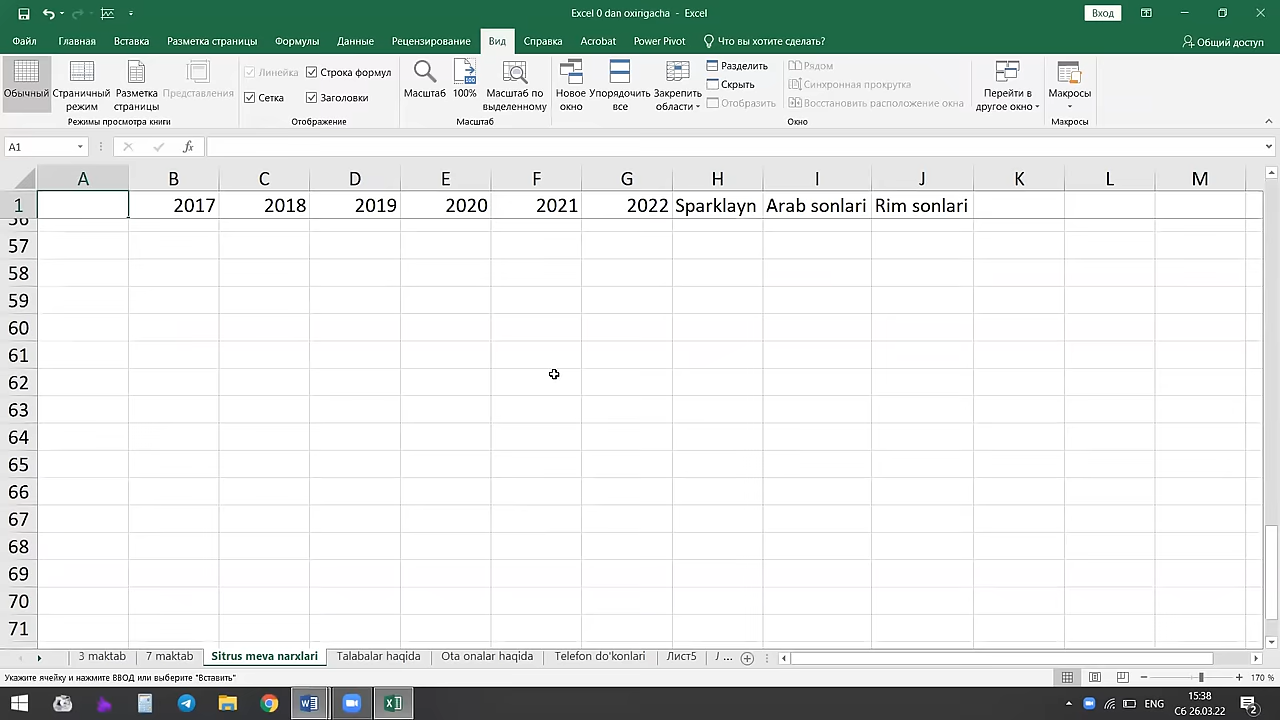 Excel 0 dan oxirigacha - Excel
Вход
Файл Главная Вставка Разметка страницы Формулы Данные Рецензирование Вид Справка Acrobat Power Pivot Что вы хотите сделать? Общий доступ
Обычный
Страничный режим
Разметка страницы
Представления
Режимы просмотра книги
Линейка
Строка формул
Сетка
Заголовки
Отображение
Масштаб
100%
Масштаб по выделенному
Масштаб
Новое окно
Упорядочить все
Закрепить области
Разделить
Скрыть
Отобразить
Рядом
Синхронная прокрутка
Восстановить расположение окна
Окно
Перейти в другое окно
Макросы
Макросы
A1
fx
A B C D E F G H I J K L M
1 2017 2018 2019 2020 2021 2022 Sparklayn Arab sonlari Rim sonlari
56
57
58
59
60
61
62
63
64
65
66
67
68
69
70
71
3 maktab 7 maktab Sitrus meva narxlari Talabalar haqida Ota onalar haqida Telefon do'konlari Лист5 ...
Укажите ячейку и нажмите ВВОД или выберите "Вставить"
170 %
ENG
15:38
Сб 26.03.22
2